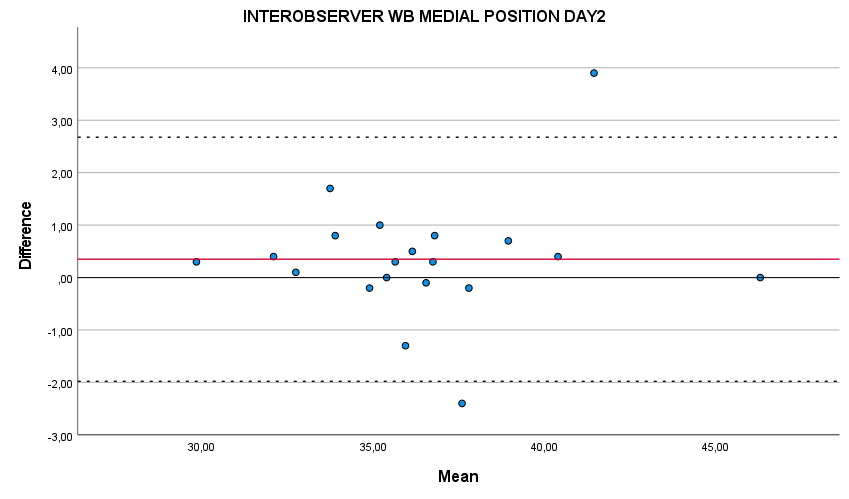 INTEROBSERVER WB MEDIAL POSITION DAY2
4,00
3,00
2,00
1,00
,00
-1,00
-2,00
-3,00
Difference
30,00 35,00 40,00 45,00
Mean